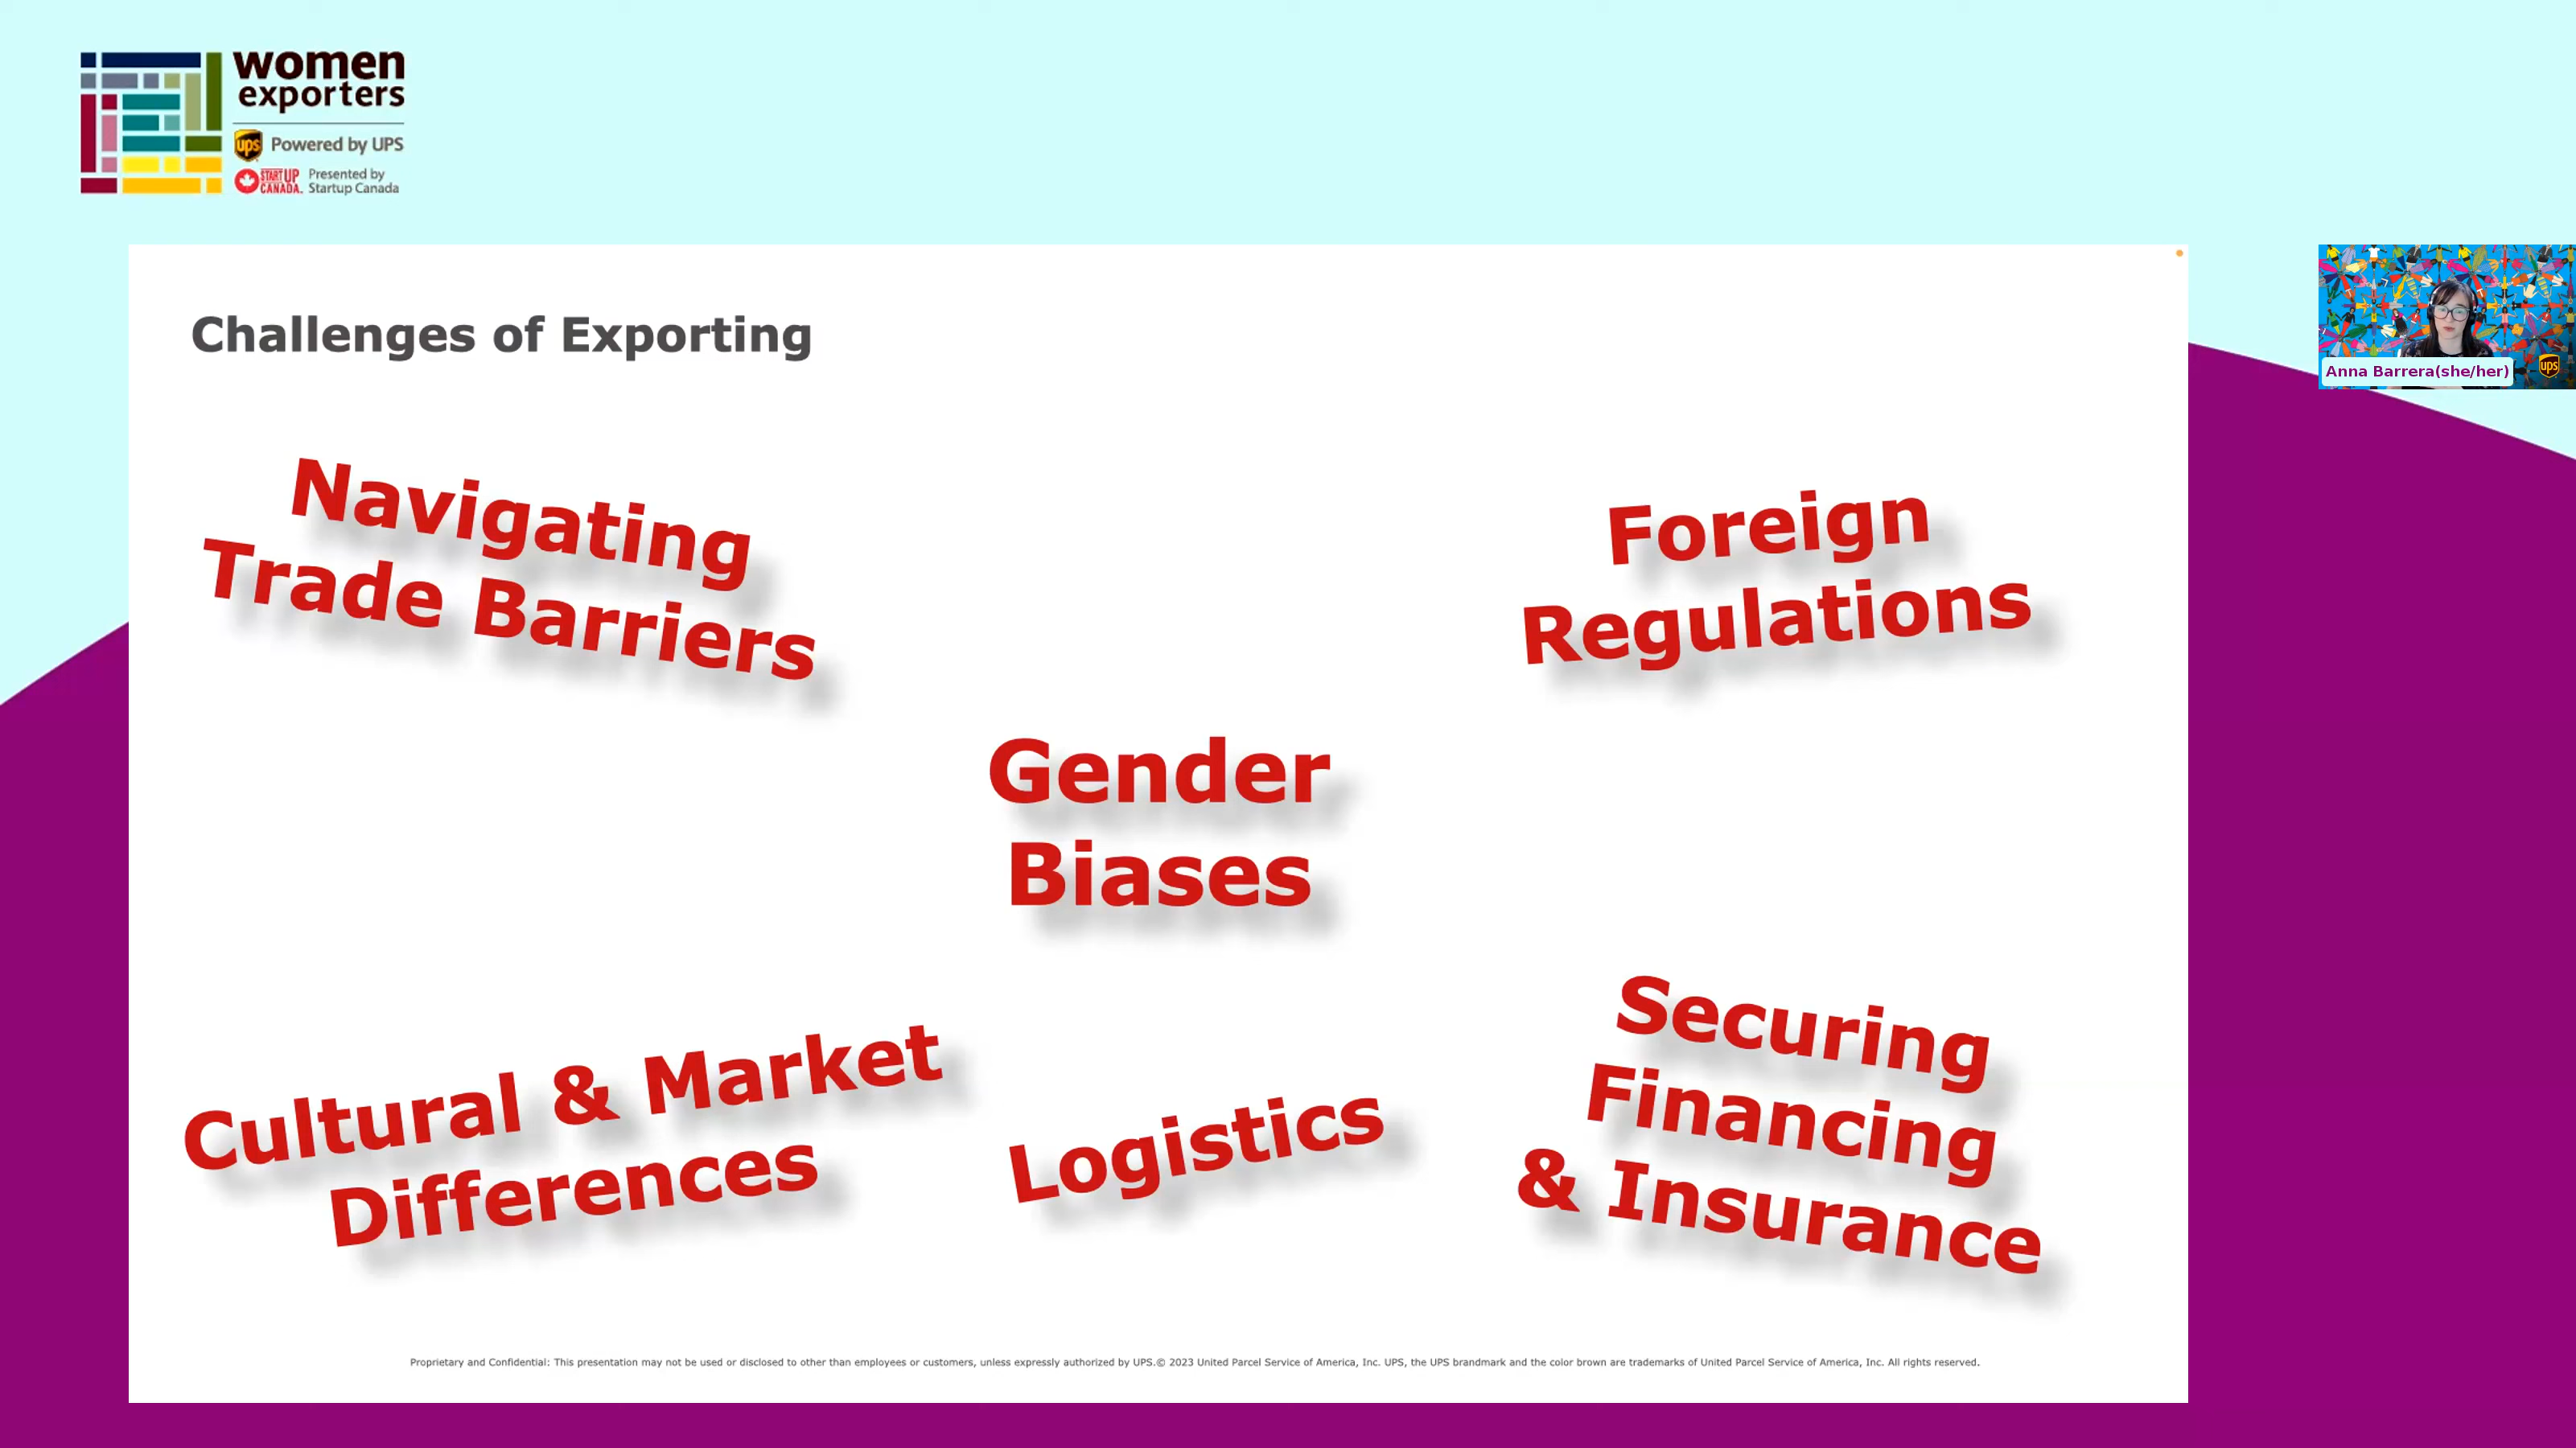 women
exporters
ups Powered by UPS
STARTUP CANADA. Presented by
Startup Canada
Challenges of Exporting
Anna Barrera(she/her)
ups
Navigating
Trade Barriers
Foreign
Regulations
Gender
Biases
Cultural & Market
Differences
Logistics
Securing
Financing
& Insurance
Proprietary and Confidential: This presentation may not be used or disclosed to other than employees or customers, unless expressly authorized by UPS.© 2023 United Parcel Service of America, Inc. UPS, the UPS brandmark and the color brown are trademarks of United Parcel Service of America, Inc. All rights reserved.